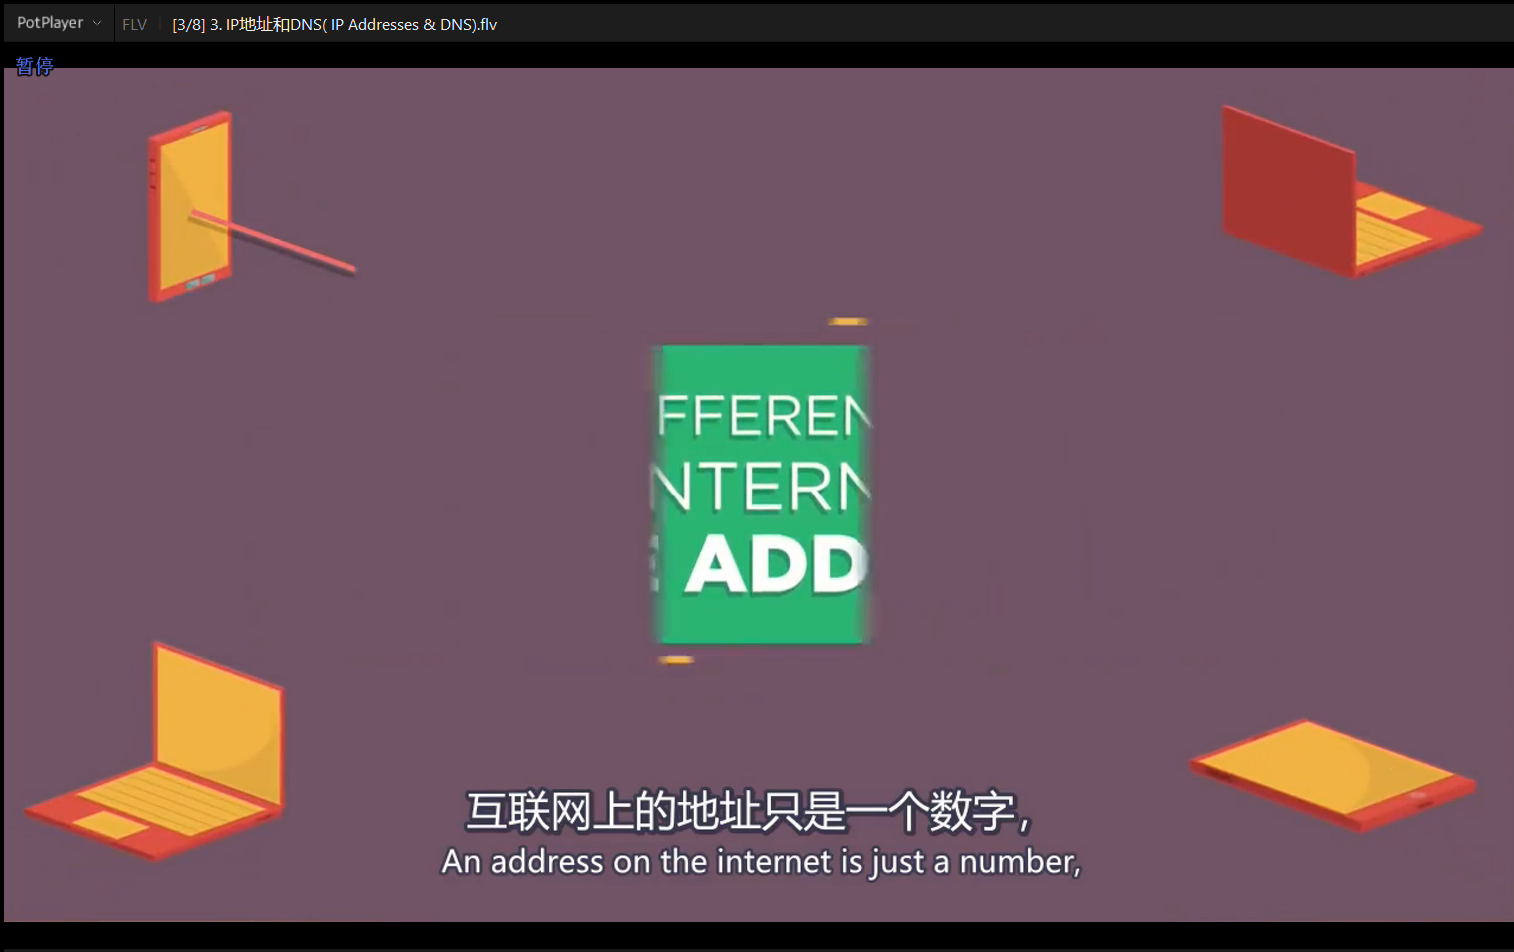 PotPlayer FLV [3/8] 3. IP地址和DNS( IP Addresses & DNS).flv
暂停
FFEREN
NTERN
ADD
互联网上的地址只是一个数字，
An address on the internet is just a number,